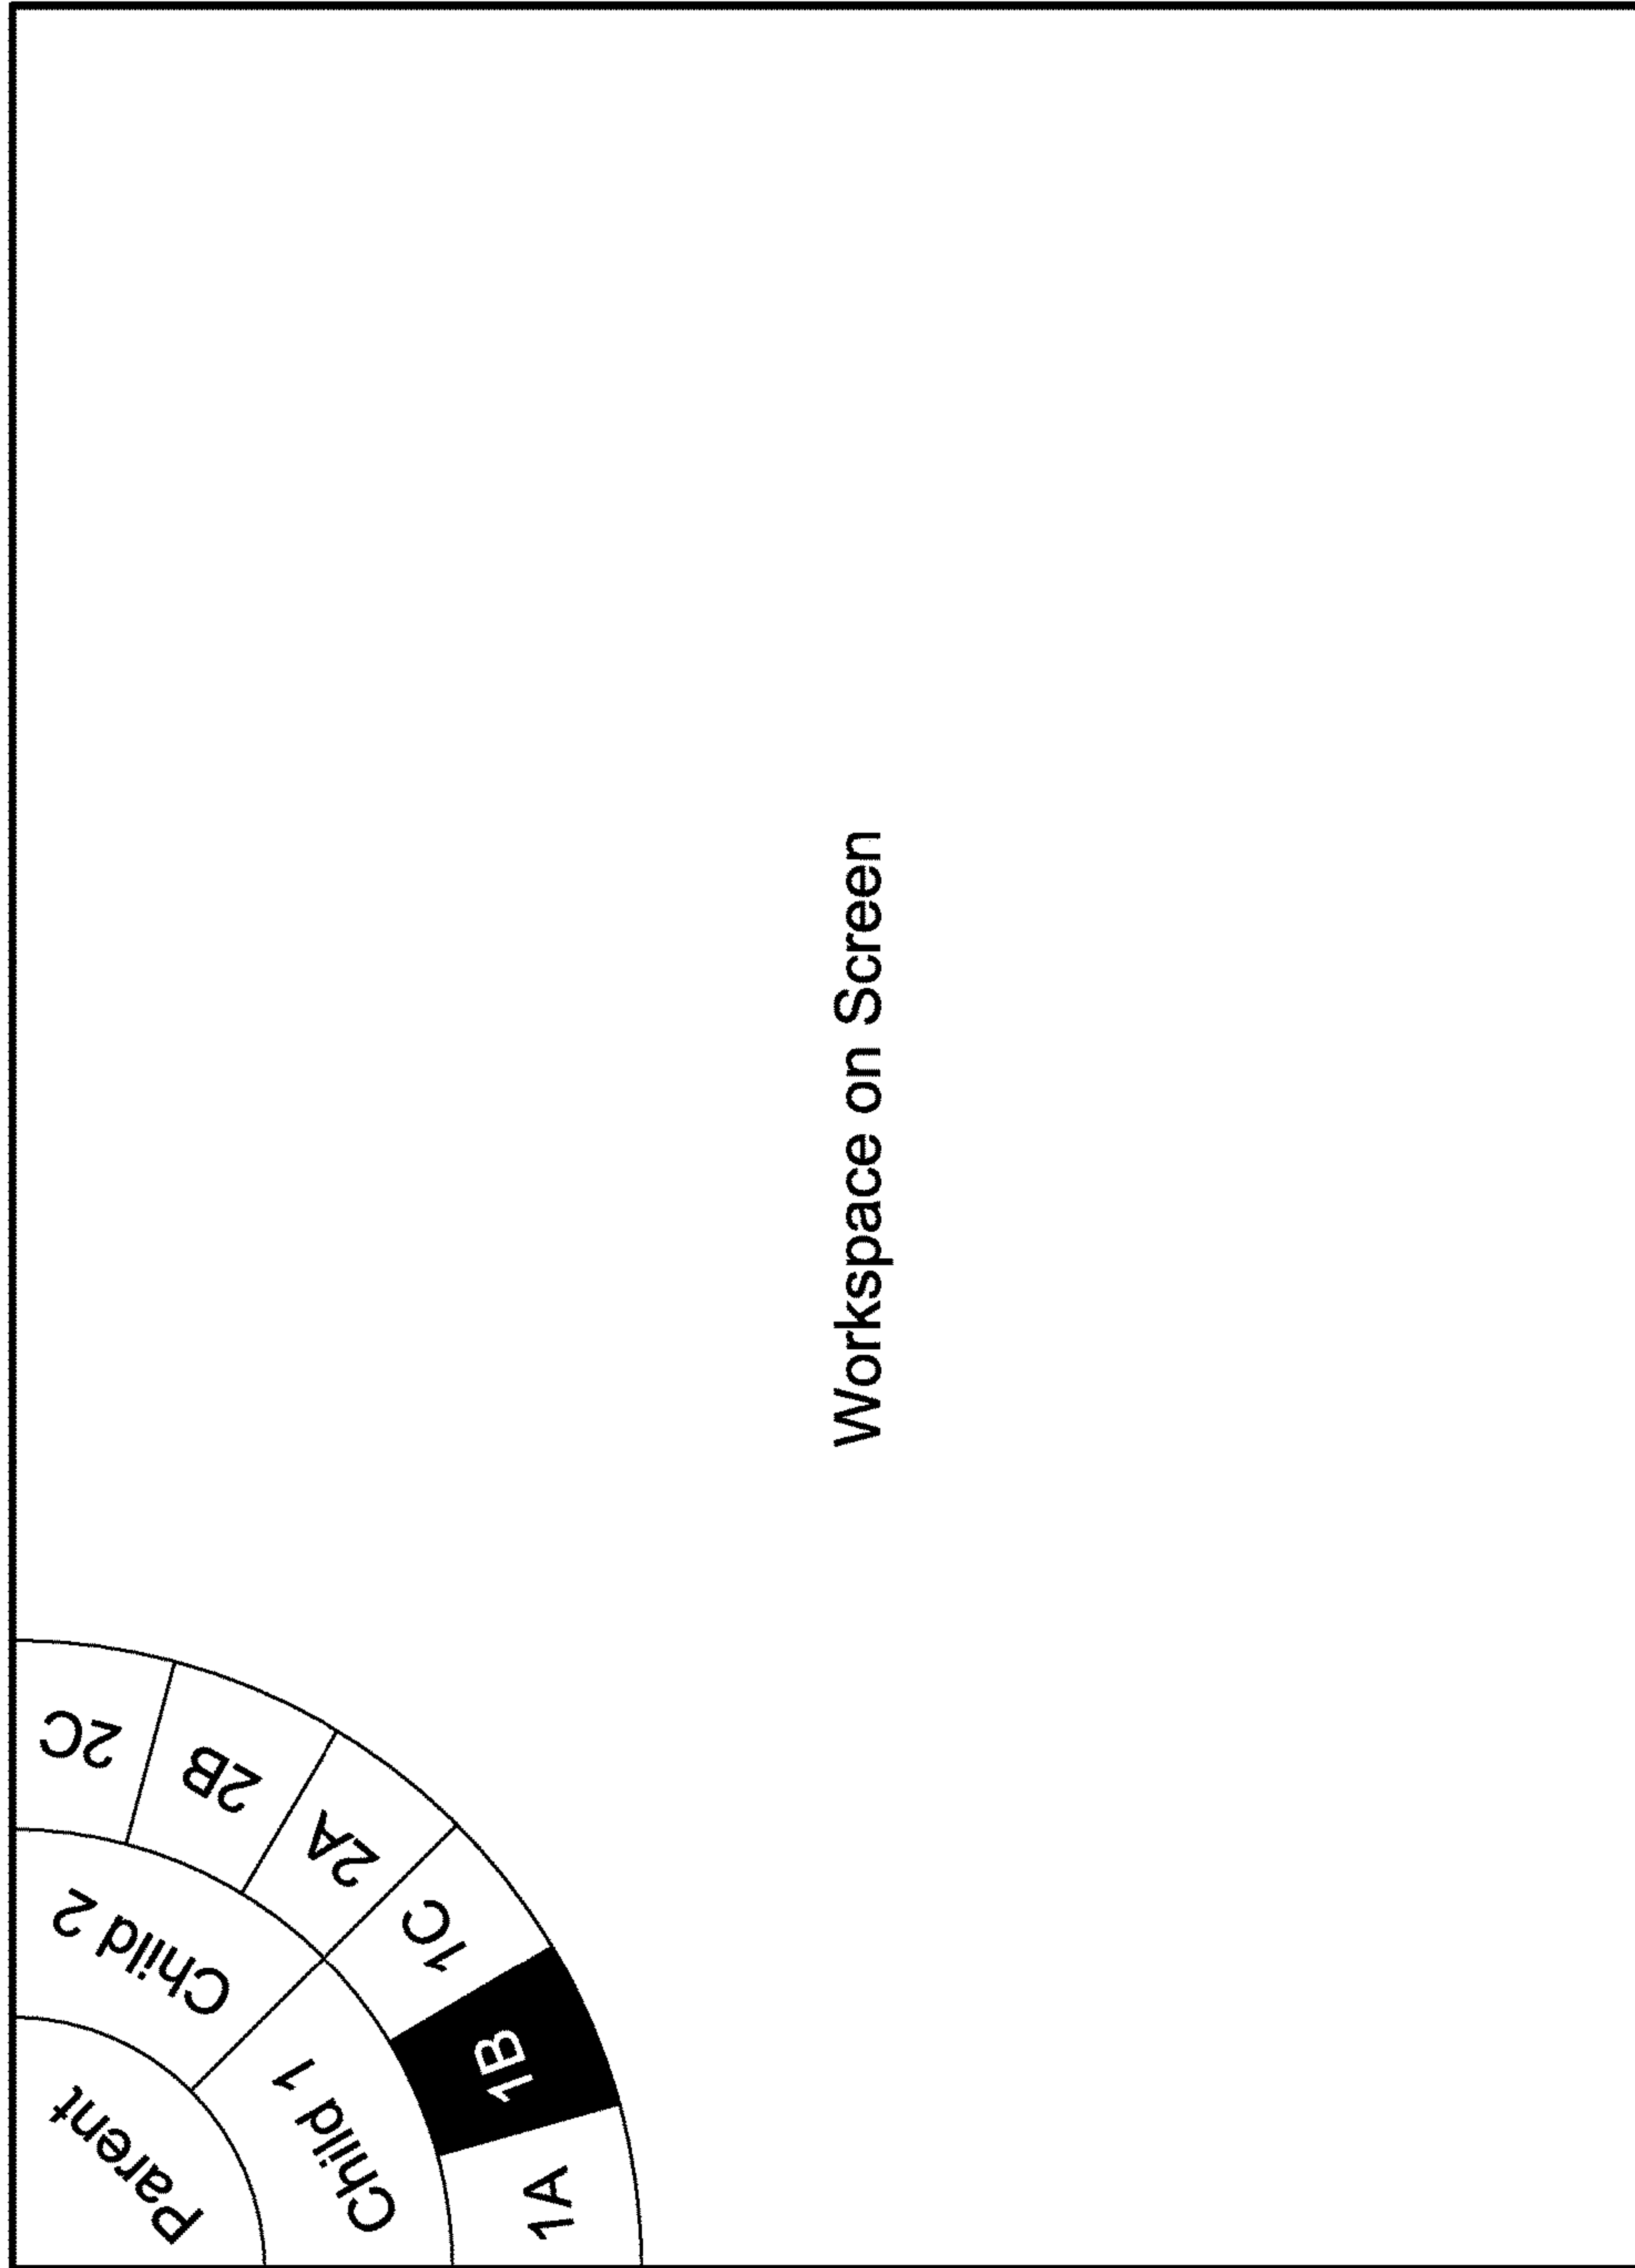 Parent
Child 1
Child 2
1A
1B
1C
2A
2B
2C
Workspace on Screen